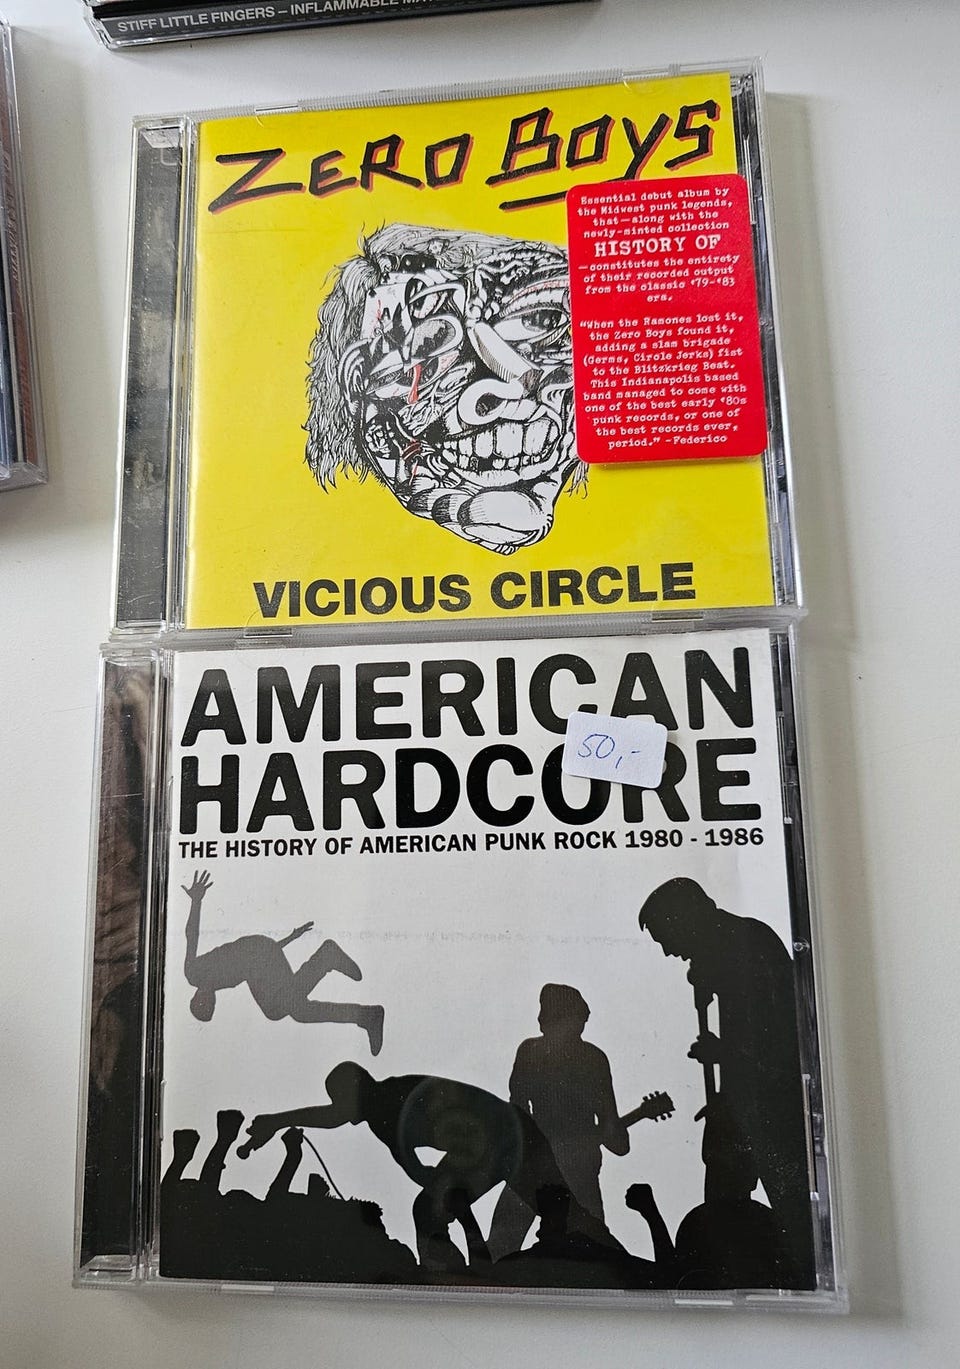 STIFF LITTLE FINGERS – INFLAMMABLE
ZERO BOYS
Essential debut album by
the Midwest punk legends,
that—along with the
newly-minted collection
HISTORY OF
—constitutes the entirety
of their recorded output
from the classic '79-'83
era.
"When the Ramones lost it,
the Zero Boys found it,
adding a slam brigade
(Germs, Circle Jerks) fist
to the Blitzkrieg Beat.
This Indianapolis based
band managed to come with
one of the best early '80s
punk records, or one of
the best records ever,
period." -Federico
VICIOUS CIRCLE
AMERICAN
50,-
HARDCORE
THE HISTORY OF AMERICAN PUNK ROCK 1980 - 1986